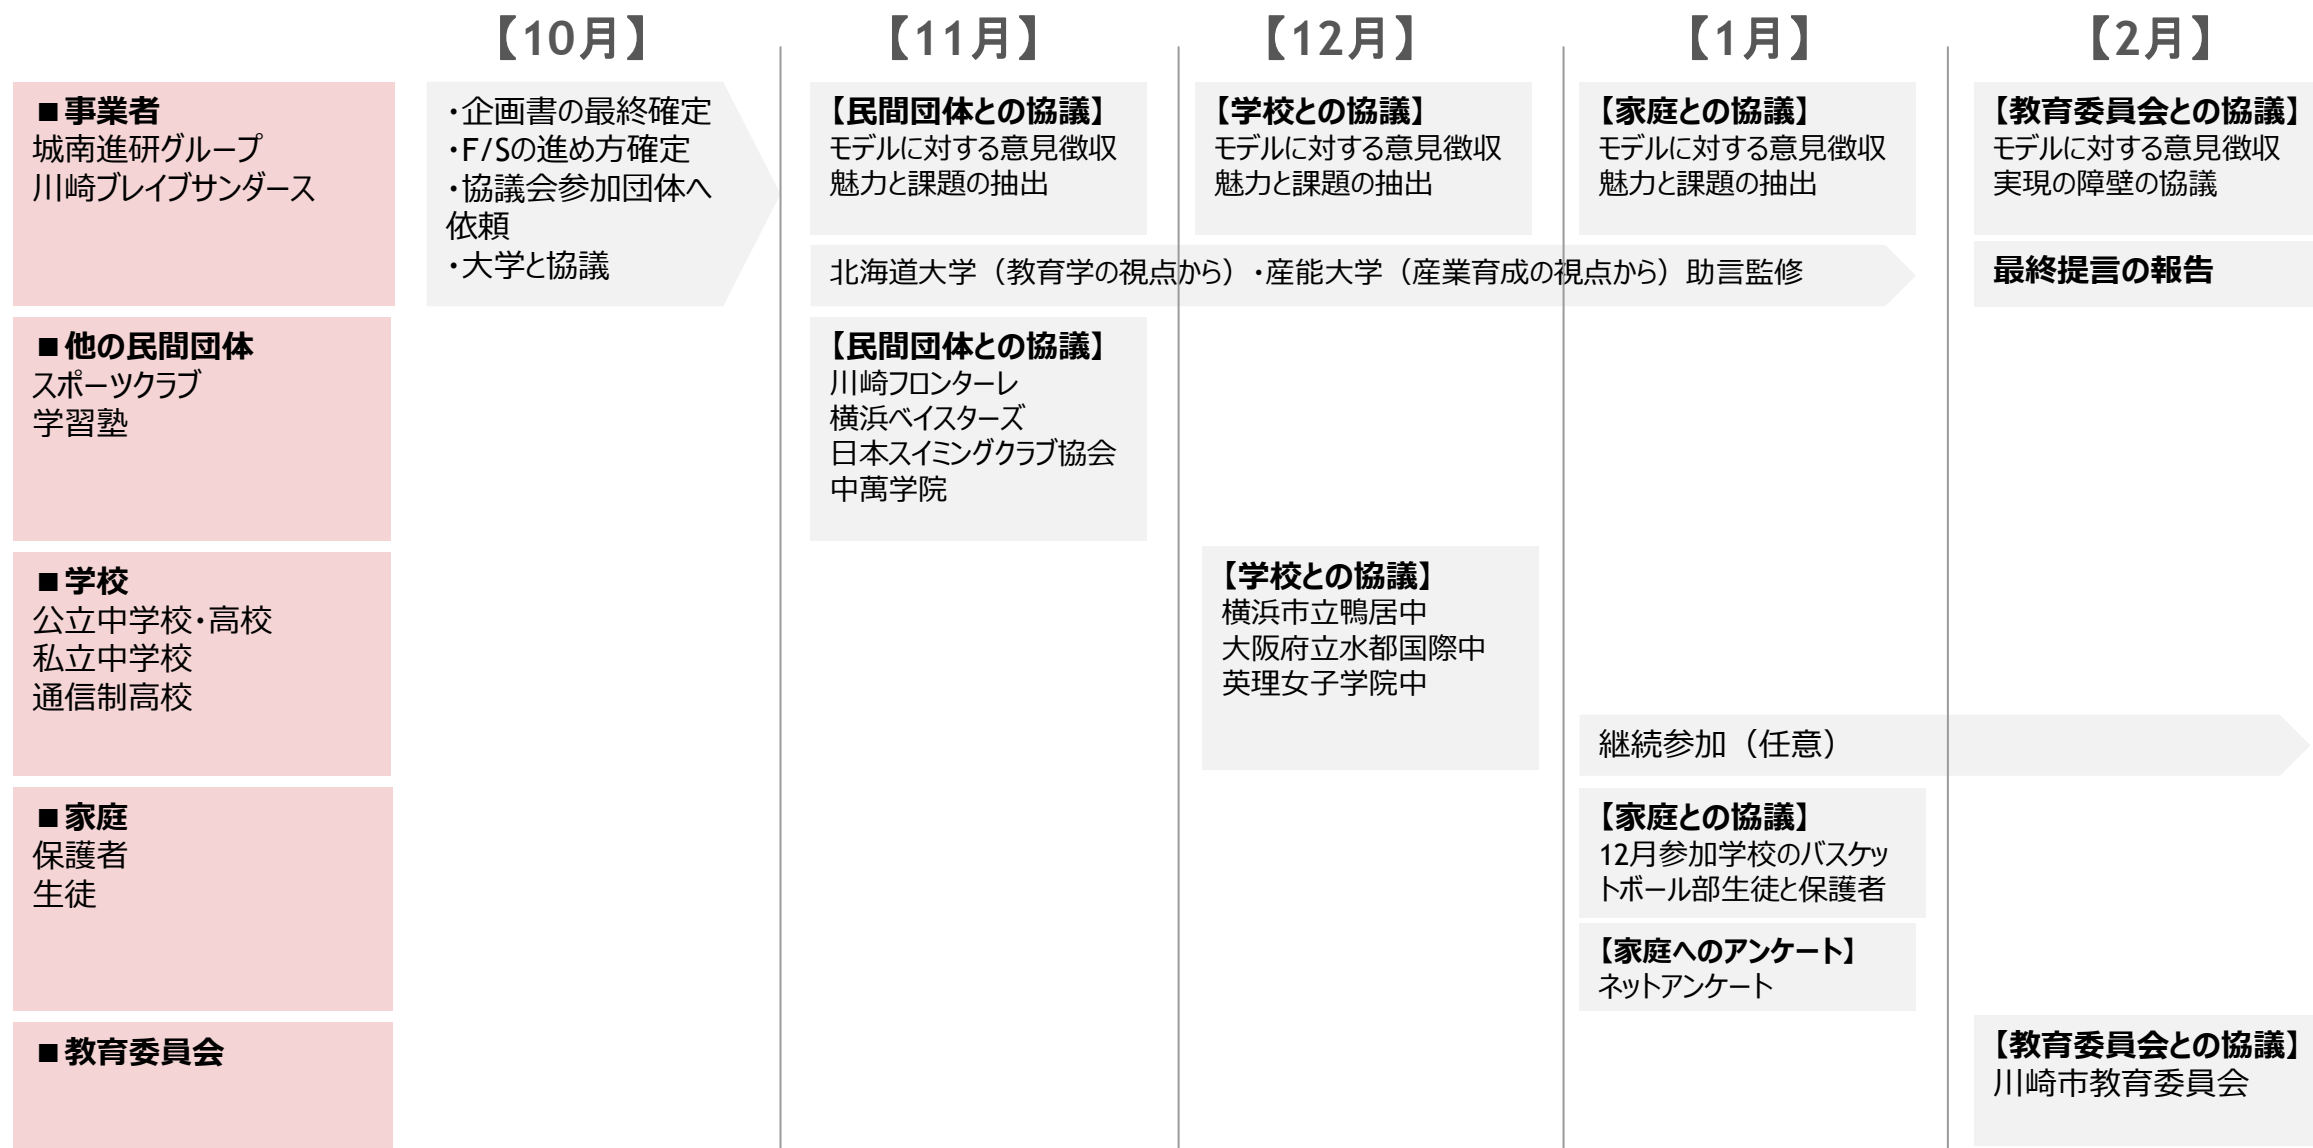 【10月】
【11月】
【12月】
【1月】
【2月】
■事業者
城南進研グループ
川崎ブレイブサンダース
・企画書の最終確定
・F/Sの進め方確定
・協議会参加団体へ
依頼
・大学と協議
【民間団体との協議】
モデルに対する意見徴収
魅力と課題の抽出
【学校との協議】
モデルに対する意見徴収
魅力と課題の抽出
【家庭との協議】
モデルに対する意見徴収
魅力と課題の抽出
【教育委員会との協議】
モデルに対する意見徴収
実現の障壁の協議
北海道大学（教育学の視点から）・産能大学（産業育成の視点から）助言監修
最終提言の報告
■他の民間団体
スポーツクラブ
学習塾
【民間団体との協議】
川崎フロンターレ
横浜ベイスターズ
日本スイミングクラブ協会
中萬学院
■学校
公立中学校・高校
私立中学校
通信制高校
【学校との協議】
横浜市立鴨居中
大阪府立水都国際中
英理女子学院中
継続参加（任意）
■家庭
保護者
生徒
【家庭との協議】
12月参加学校のバスケッ
トボール部生徒と保護者
【家庭へのアンケート】
ネットアンケート
■教育委員会
【教育委員会との協議】
川崎市教育委員会